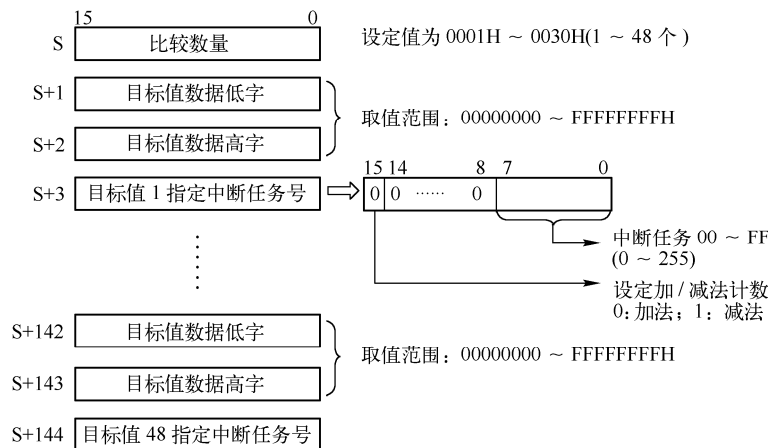 15 0
S 比较数量 设定值为 0001H ~ 0030H(1 ~ 48 个 )
S+1 目标值数据低字
取值范围：00000000 ~ FFFFFFFFH
S+2 目标值数据高字
15 14 8 7 0
S+3 目标值 1 指定中断任务号 0 0 …… 0
中断任务 00 ~ FF
(0 ~ 255)
设定加 / 减法计数
0:加法；1：减法
S+142 目标值数据低字
取值范围：00000000 ~ FFFFFFFFH
S+143 目标值数据高字
S+144 目标值 48 指定中断任务号